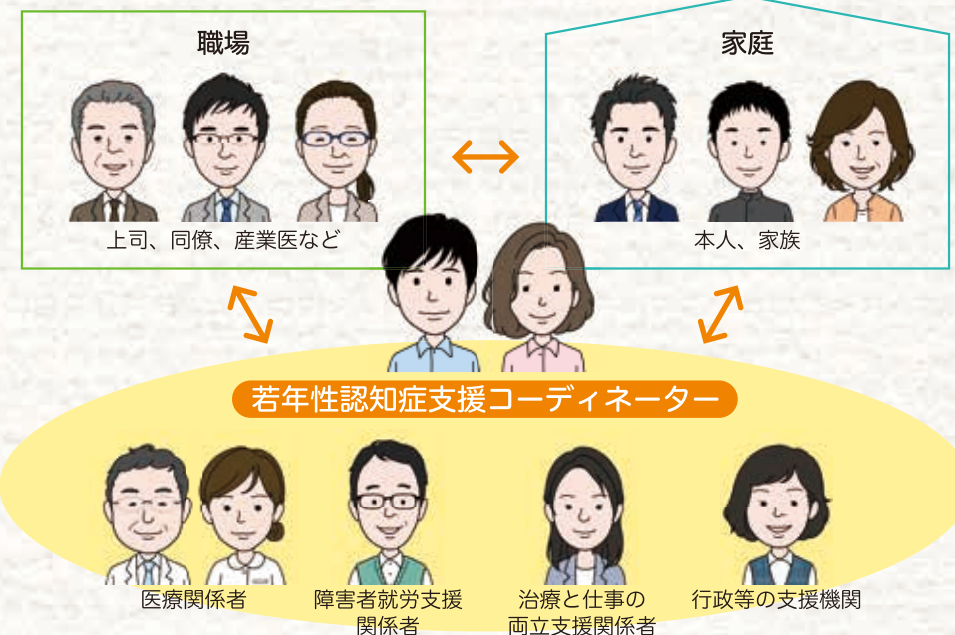 職場
家庭
上司、同僚、産業医など
本人、家族
若年性認知症支援コーディネーター
医療関係者
障害者就労支援
関係者
治療と仕事の
両立支援関係者
行政等の支援機関